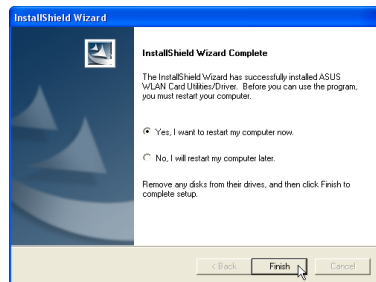 InstallShield Wizard
InstallShield Wizard Complete
The InstallShield Wizard has successfully installed ASUS
WLAN Card Utilities/Driver. Before you can use the program,
you must restart your computer.
Yes, I want to restart my computer now.
No, I will restart my computer later.
Remove any disks from their drives, and then click Finish to
complete setup.
< Back
Finish
Cancel